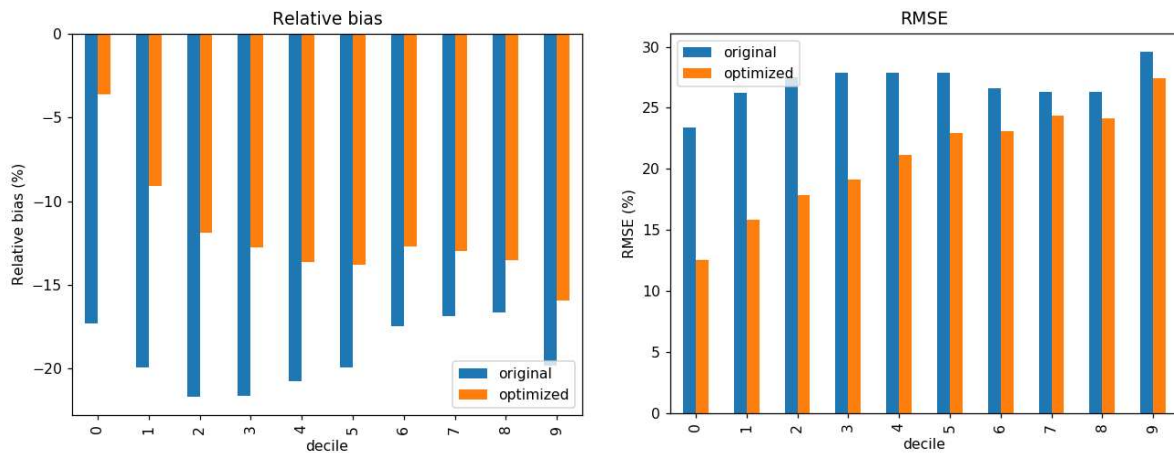 Relative bias
0
−5
−10
−15
−20
Relative bias (%)
original
optimized
0 1 2 3 4 5 6 7 8 9
decile
RMSE
original
optimized
30
25
20
15
10
5
0
RMSE (%)
0 1 2 3 4 5 6 7 8 9
decile